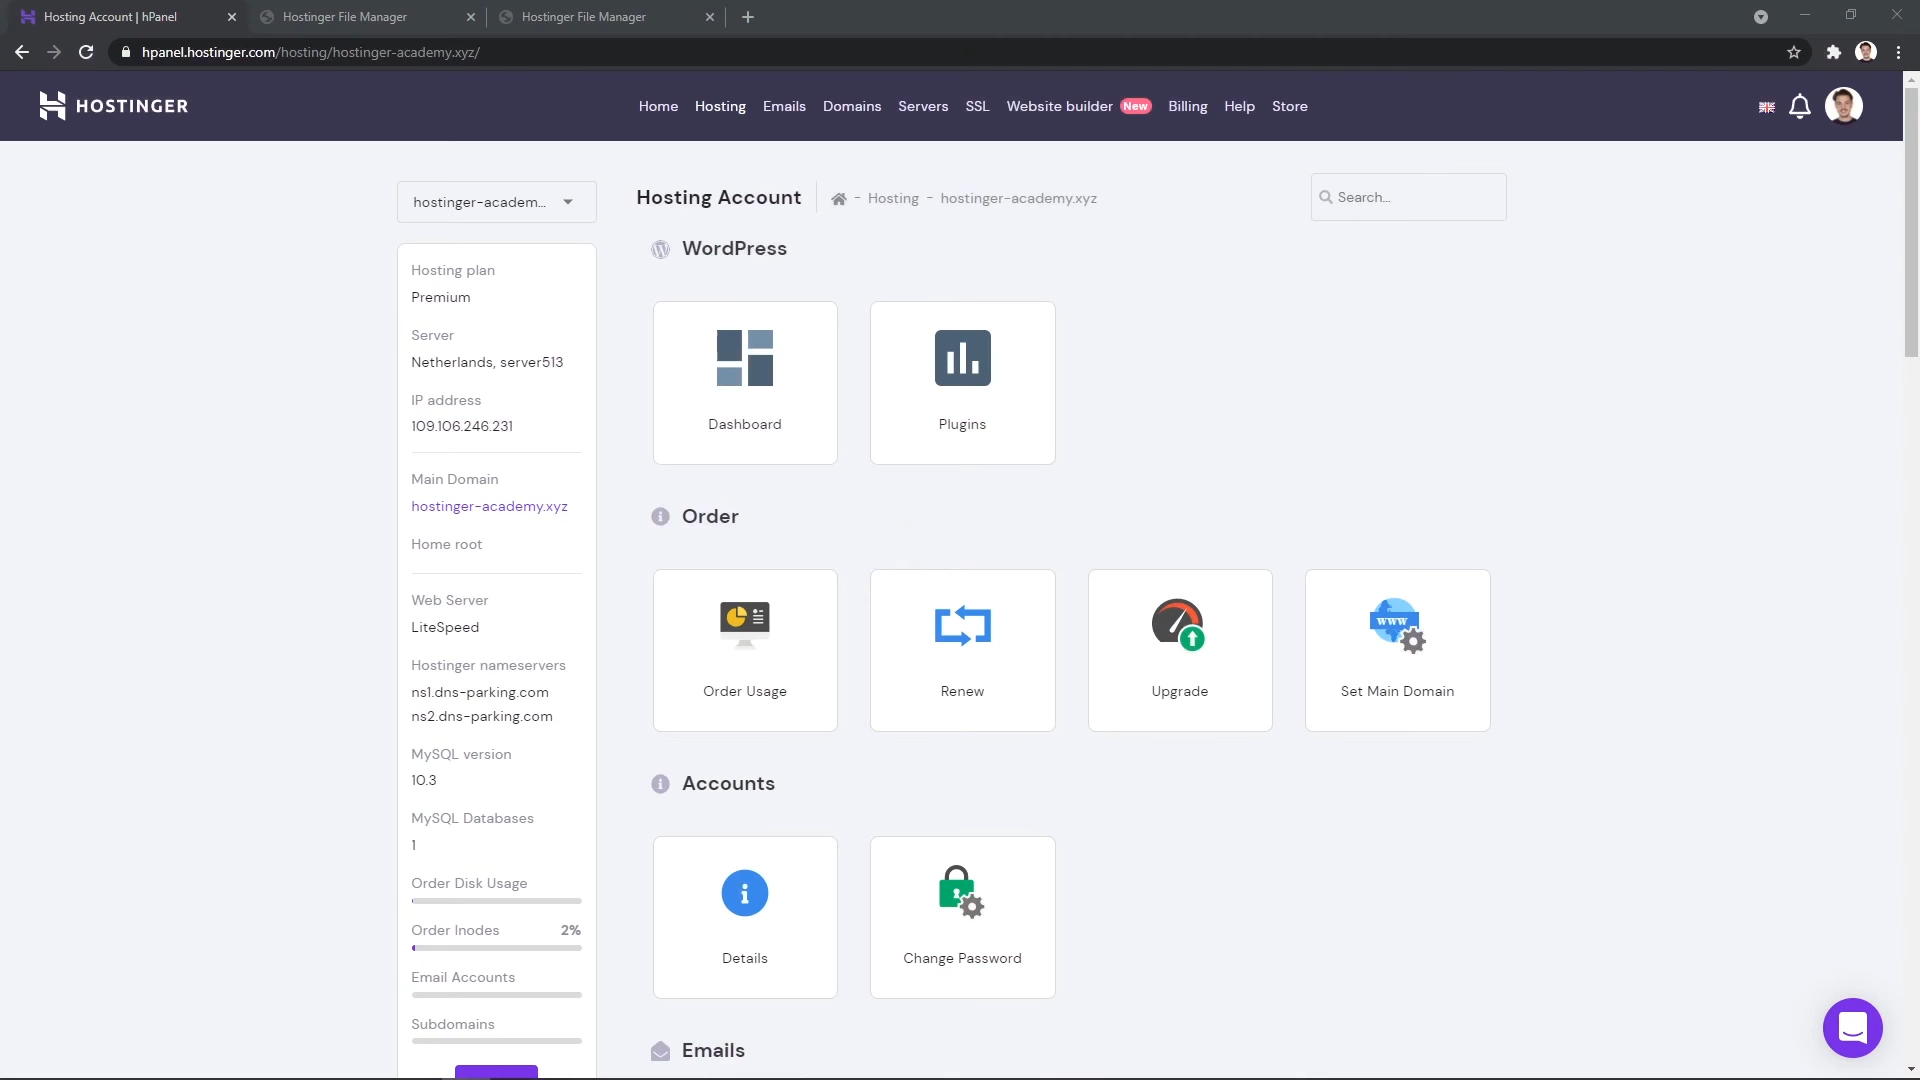 Hosting Account | hPanel
Hostinger File Manager
Hostinger File Manager
hpanel.hostinger.com/hosting/hostinger-academy.xyz/
HOSTINGER
Home Hosting Emails Domains Servers SSL Website builder New Billing Help Store
hostinger-academ...
Hosting Account
- Hosting - hostinger-academy.xyz
Search...
Hosting plan
Premium
Server
Netherlands, server513
IP address
109.106.246.231
Main Domain
hostinger-academy.xyz
Home root
Web Server
LiteSpeed
Hostinger nameservers
ns1.dns-parking.com
ns2.dns-parking.com
MySQL version
10.3
MySQL Databases
1
Order Disk Usage
Order Inodes 2%
Email Accounts
Subdomains
WordPress
Dashboard
Plugins
Order
Order Usage
Renew
Upgrade
www
Set Main Domain
Accounts
Details
Change Password
Emails